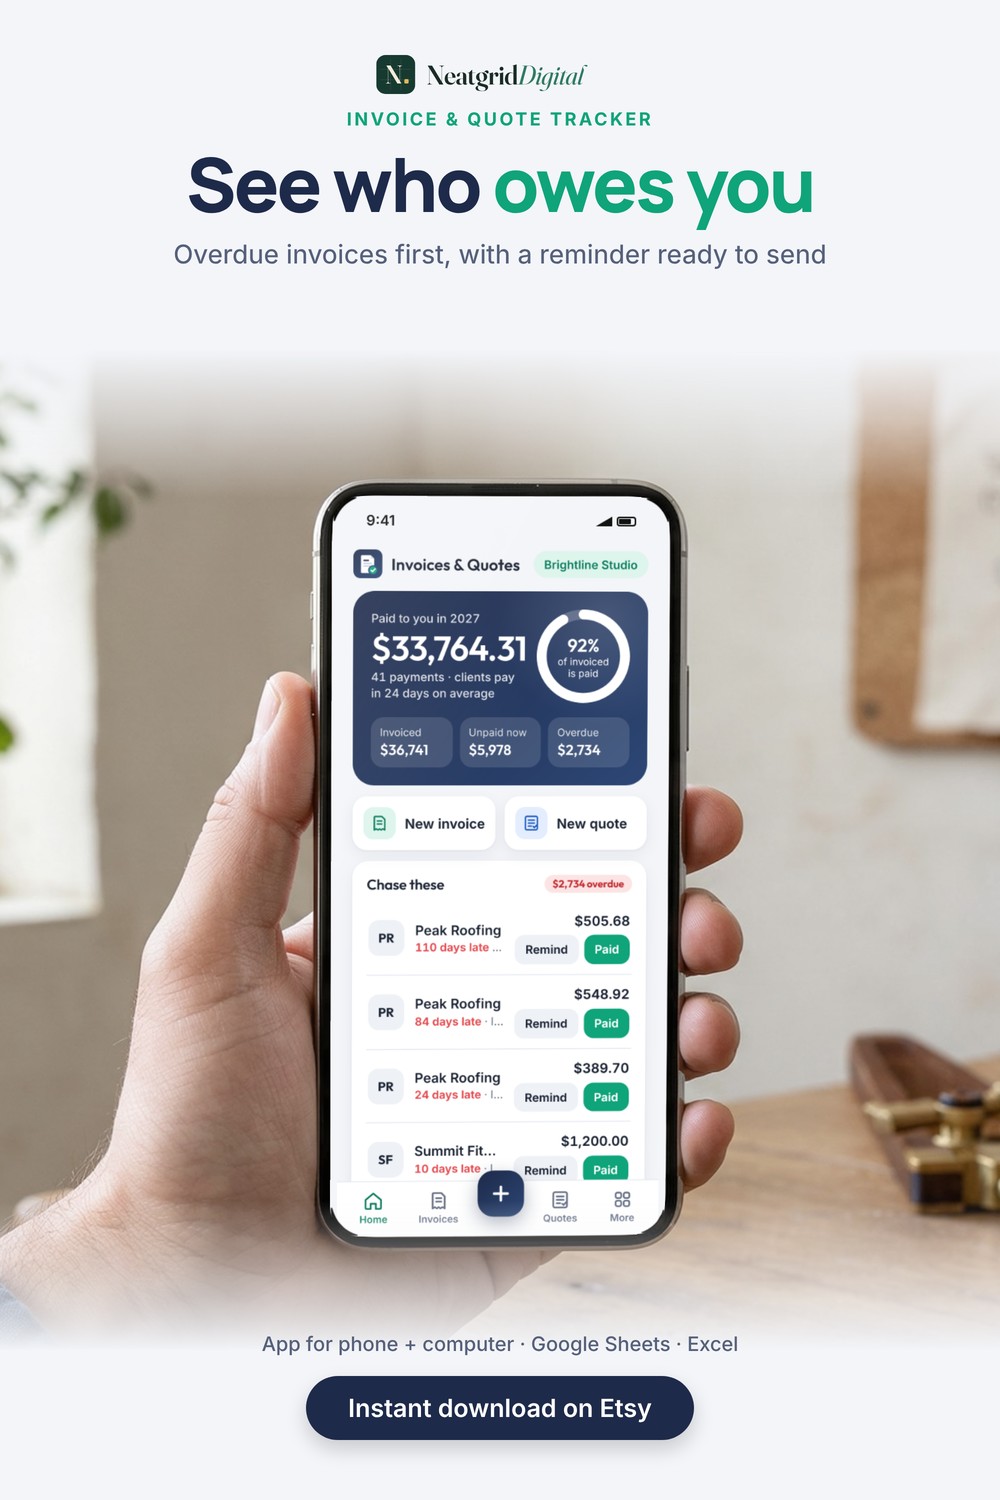 N. NeatgridDigital
INVOICE & QUOTE TRACKER
See who owes you
Overdue invoices first, with a reminder ready to send
9:41
Invoices & Quotes
Brightline Studio
Paid to you in 2027
$33,764.31
41 payments · clients pay
in 24 days on average
92%
of invoiced
is paid
Invoiced
$36,741
Unpaid now
$5,978
Overdue
$2,734
New invoice
New quote
Chase these
$2,734 overdue
PR
Peak Roofing
110 days late ...
$505.68
Remind
Paid
PR
Peak Roofing
84 days late · I...
$548.92
Remind
Paid
PR
Peak Roofing
24 days late · I...
$389.70
Remind
Paid
SF
Summit Fit...
10 days late ·
$1,200.00
Remind
Paid
+
Home
Invoices
Quotes
More
App for phone + computer · Google Sheets · Excel
Instant download on Etsy